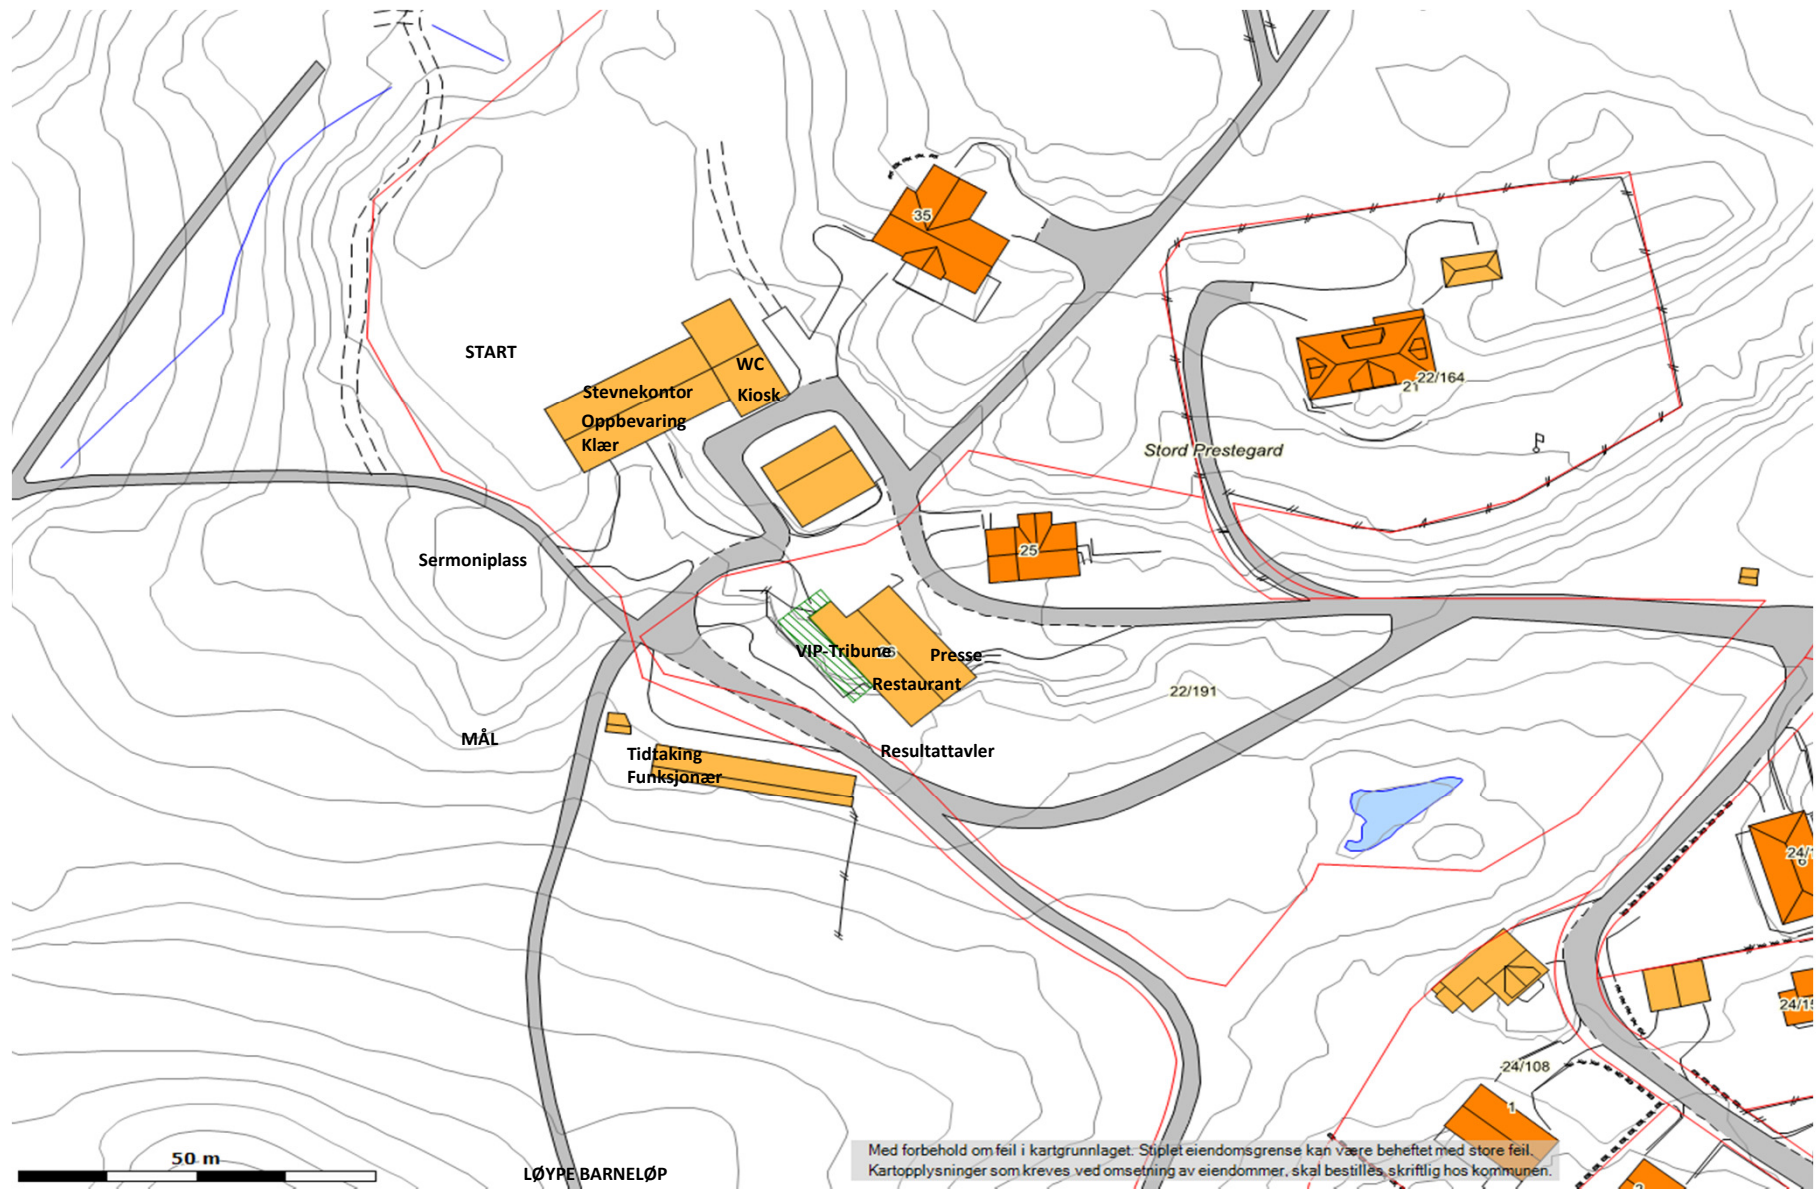 35
START
WC
Stevnekontor
Kiosk
Oppbevaring
Klær
22/164
21
Stord Prestegard
25
Sermoniplass
VIP-Tribune
Presse
Restaurant
22/191
MÅL
Resultattavler
Tidtaking
Funksjonær
6
24/108
1
50 m
Med forbehold om feil i kartgrunnlaget. Stiplet eiendomsgrense kan være beheftet med store feil.
Kartopplysninger som kreves ved omsetning av eiendommer, skal bestilles skriftlig hos kommunen.
LØYPE BARNELØP